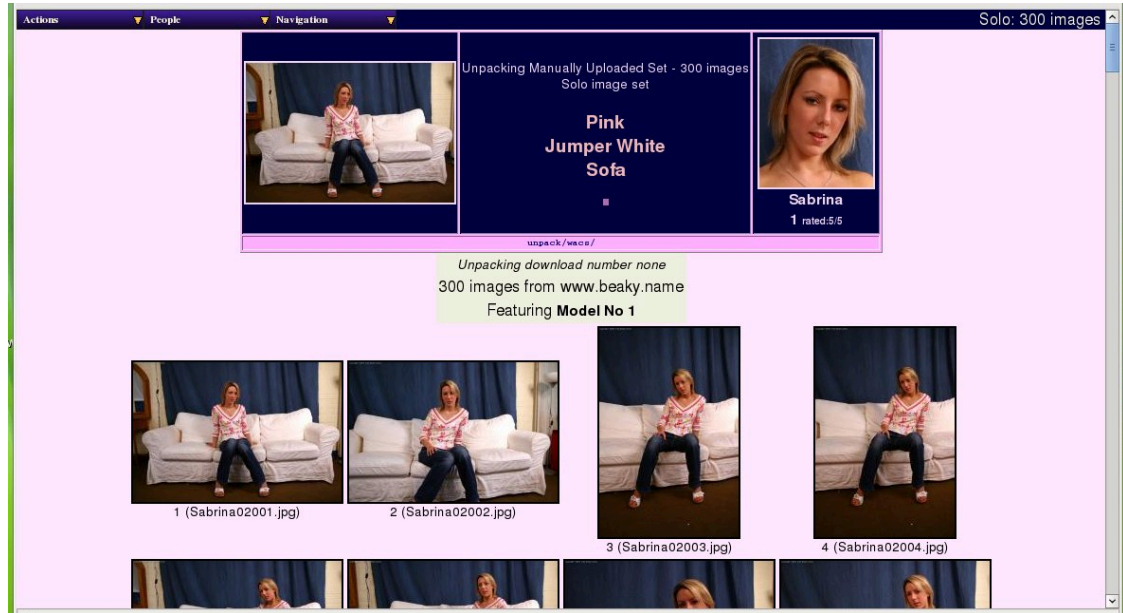 Actions People Navigation Solo: 300 images
Unpacking Manually Uploaded Set - 300 images
Solo image set
Pink
Jumper White
Sofa
Sabrina
1 rated:5/5
unpack/wacs/
Unpacking download number none
300 images from www.beaky.name
Featuring Model No 1
1 (Sabrina02001.jpg)
2 (Sabrina02002.jpg)
3 (Sabrina02003.jpg)
4 (Sabrina02004.jpg)